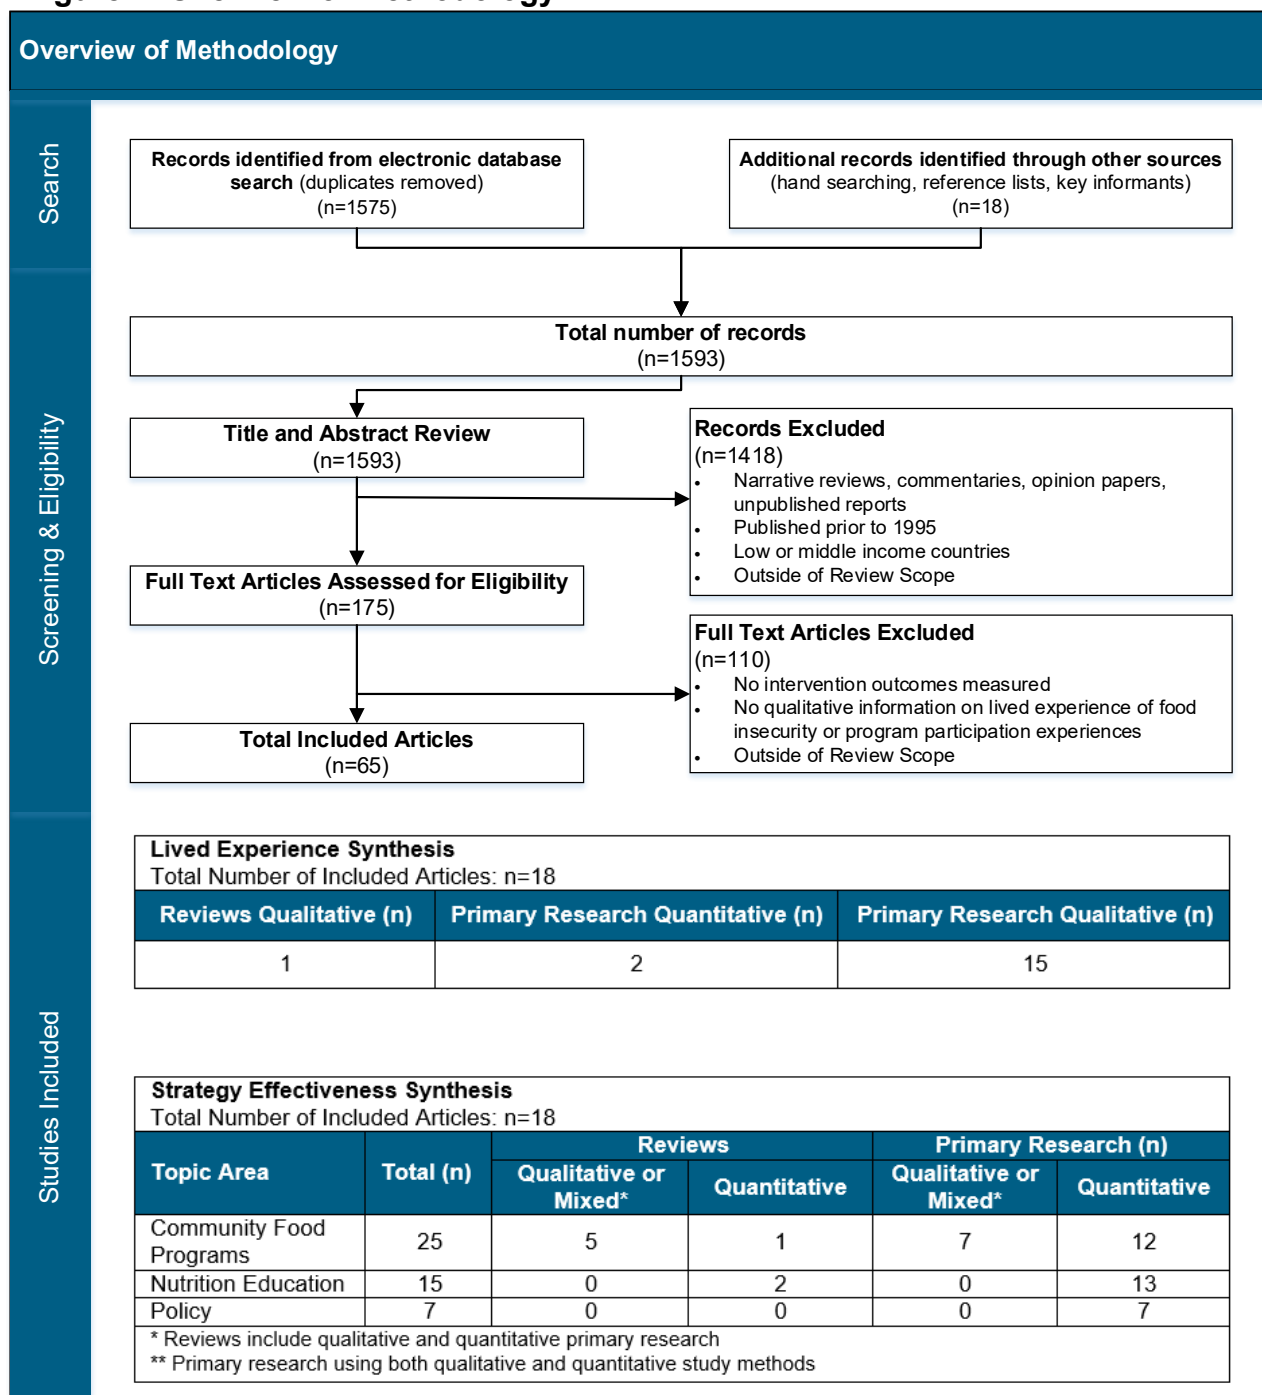 Overview of Methodology
Search
Records identified from electronic database
search (duplicates removed)
(n=1575)
Additional records identified through other sources
(hand searching, reference lists, key informants)
(n=18)
Screening & Eligibility
Total number of records
(n=1593)
Title and Abstract Review
(n=1593)
Records Excluded
(n=1418)
• Narrative reviews, commentaries, opinion papers,
unpublished reports
• Published prior to 1995
• Low or middle income countries
• Outside of Review Scope
Full Text Articles Assessed for Eligibility
(n=175)
Full Text Articles Excluded
(n=110)
• No intervention outcomes measured
• No qualitative information on lived experience of food
insecurity or program participation experiences
• Outside of Review Scope
Total Included Articles
(n=65)
Studies Included
Lived Experience Synthesis
Total Number of Included Articles: n=18
Reviews Qualitative (n) Primary Research Quantitative (n) Primary Research Qualitative (n)
1 2 15
Strategy Effectiveness Synthesis
Total Number of Included Articles: n=18
Reviews Primary Research (n)
Topic Area Total (n) Qualitative or Mixed* Quantitative Qualitative or Mixed* Quantitative
Community Food
Programs 25 5 1 7 12
Nutrition Education 15 0 2 0 13
Policy 7 0 0 0 7
* Reviews include qualitative and quantitative primary research
** Primary research using both qualitative and quantitative study methods